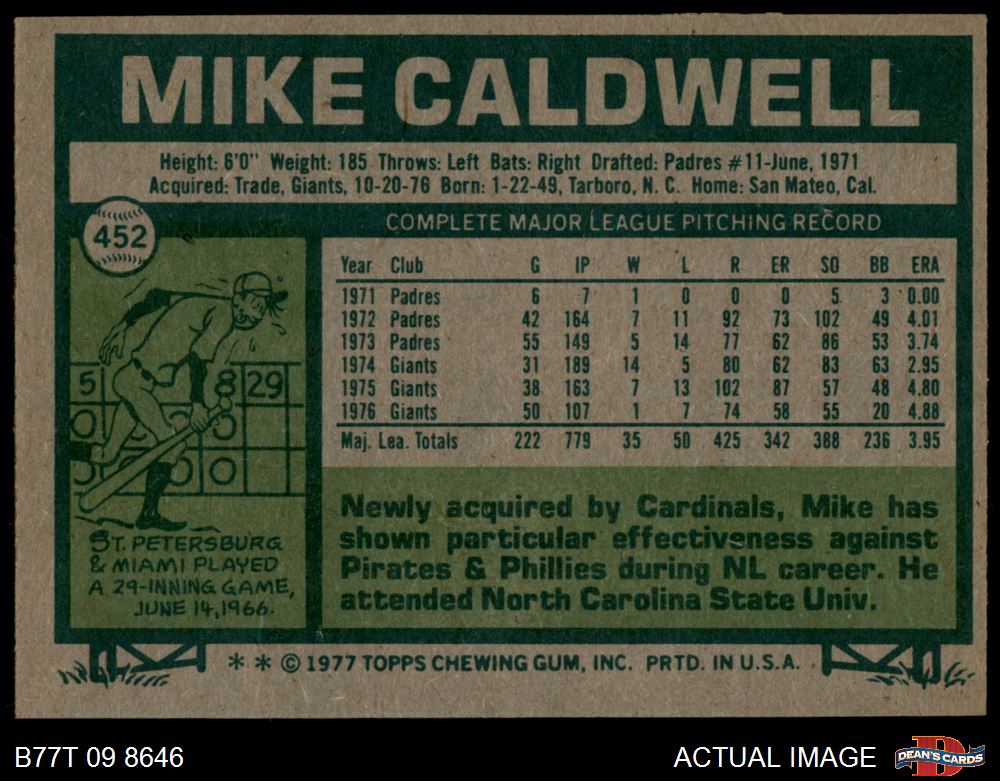 MIKE CALDWELL
Height: 6'0" Weight: 185 Throws: Left Bats: Right Drafted: Padres #11-June, 1971
Acquired: Trade, Giants, 10-20-76 Born: 1-22-49, Tarboro, N. C. Home: San Mateo, Cal.
452
COMPLETE MAJOR LEAGUE PITCHING RECORD
Year Club G IP W L R ER SO BB ERA
1971 Padres 6 7 1 0 0 0 5 3 0.00
1972 Padres 42 164 7 11 92 73 102 49 4.01
1973 Padres 55 149 5 14 77 62 86 53 3.74
1974 Giants 31 189 14 5 80 62 83 63 2.95
1975 Giants 38 163 7 13 102 87 57 48 4.80
1976 Giants 50 107 1 7 74 58 55 20 4.88
Maj. Lea. Totals 222 779 35 50 425 342 388 236 3.95
5 8 29
0 0
0 0
ST. PETERSBURG
& MIAMI PLAYED
A 29-INNING GAME,
JUNE 14, 1966.
Newly acquired by Cardinals, Mike has
shown particular effectiveness against
Pirates & Phillies during NL career. He
attended North Carolina State Univ.
* * © 1977 TOPPS CHEWING GUM, INC. PRTD. IN U.S.A.
B77T 09 8646
ACTUAL IMAGE
D
DEAN'S CARDS